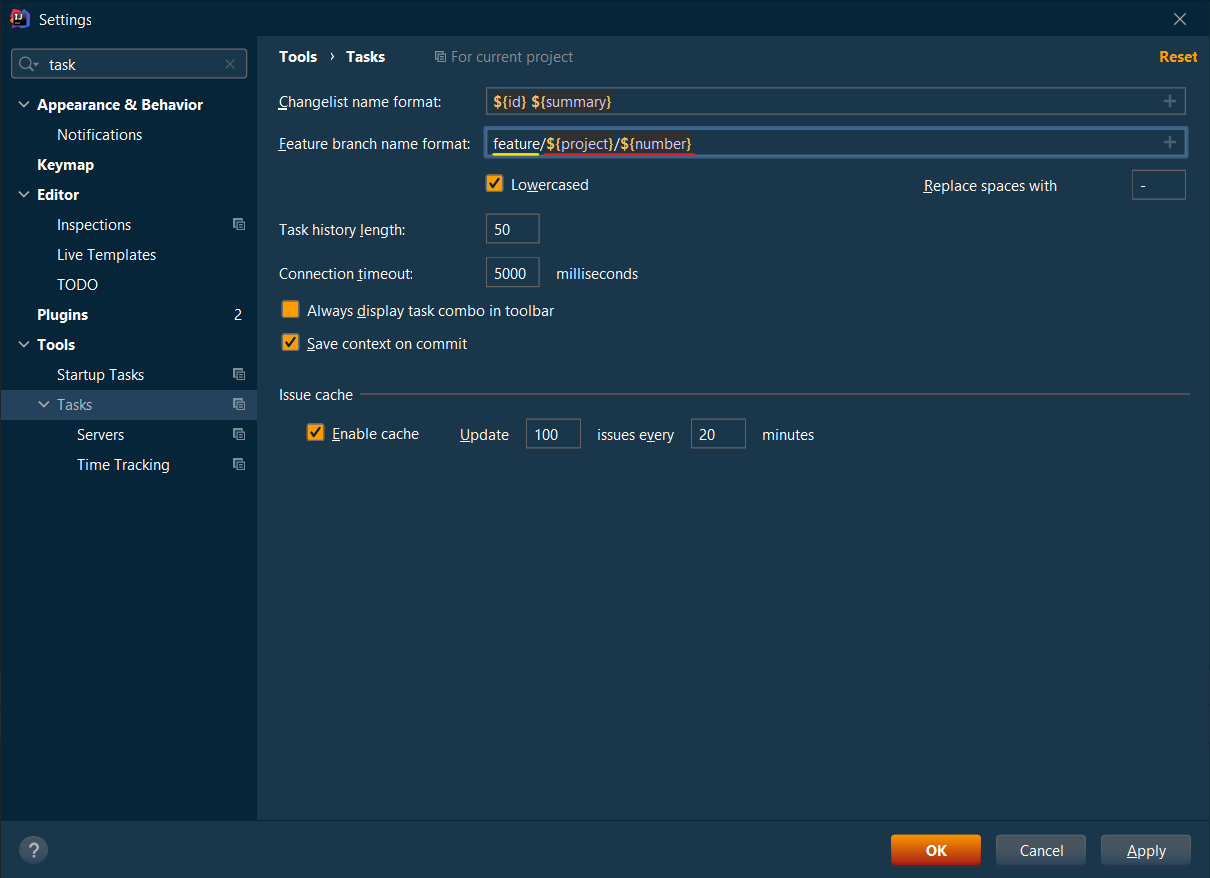 Settings
task
Appearance & Behavior
Notifications
Keymap
Editor
Inspections
Live Templates
TODO
Plugins 2
Tools
Startup Tasks
Tasks
Servers
Time Tracking
Tools › Tasks For current project Reset
Changelist name format: ${id} ${summary}
Feature branch name format: feature/${project}/${number}
Lowercased Replace spaces with -
Task history length: 50
Connection timeout: 5000 milliseconds
Always display task combo in toolbar
Save context on commit
Issue cache
Enable cache Update 100 issues every 20 minutes
? OK Cancel Apply